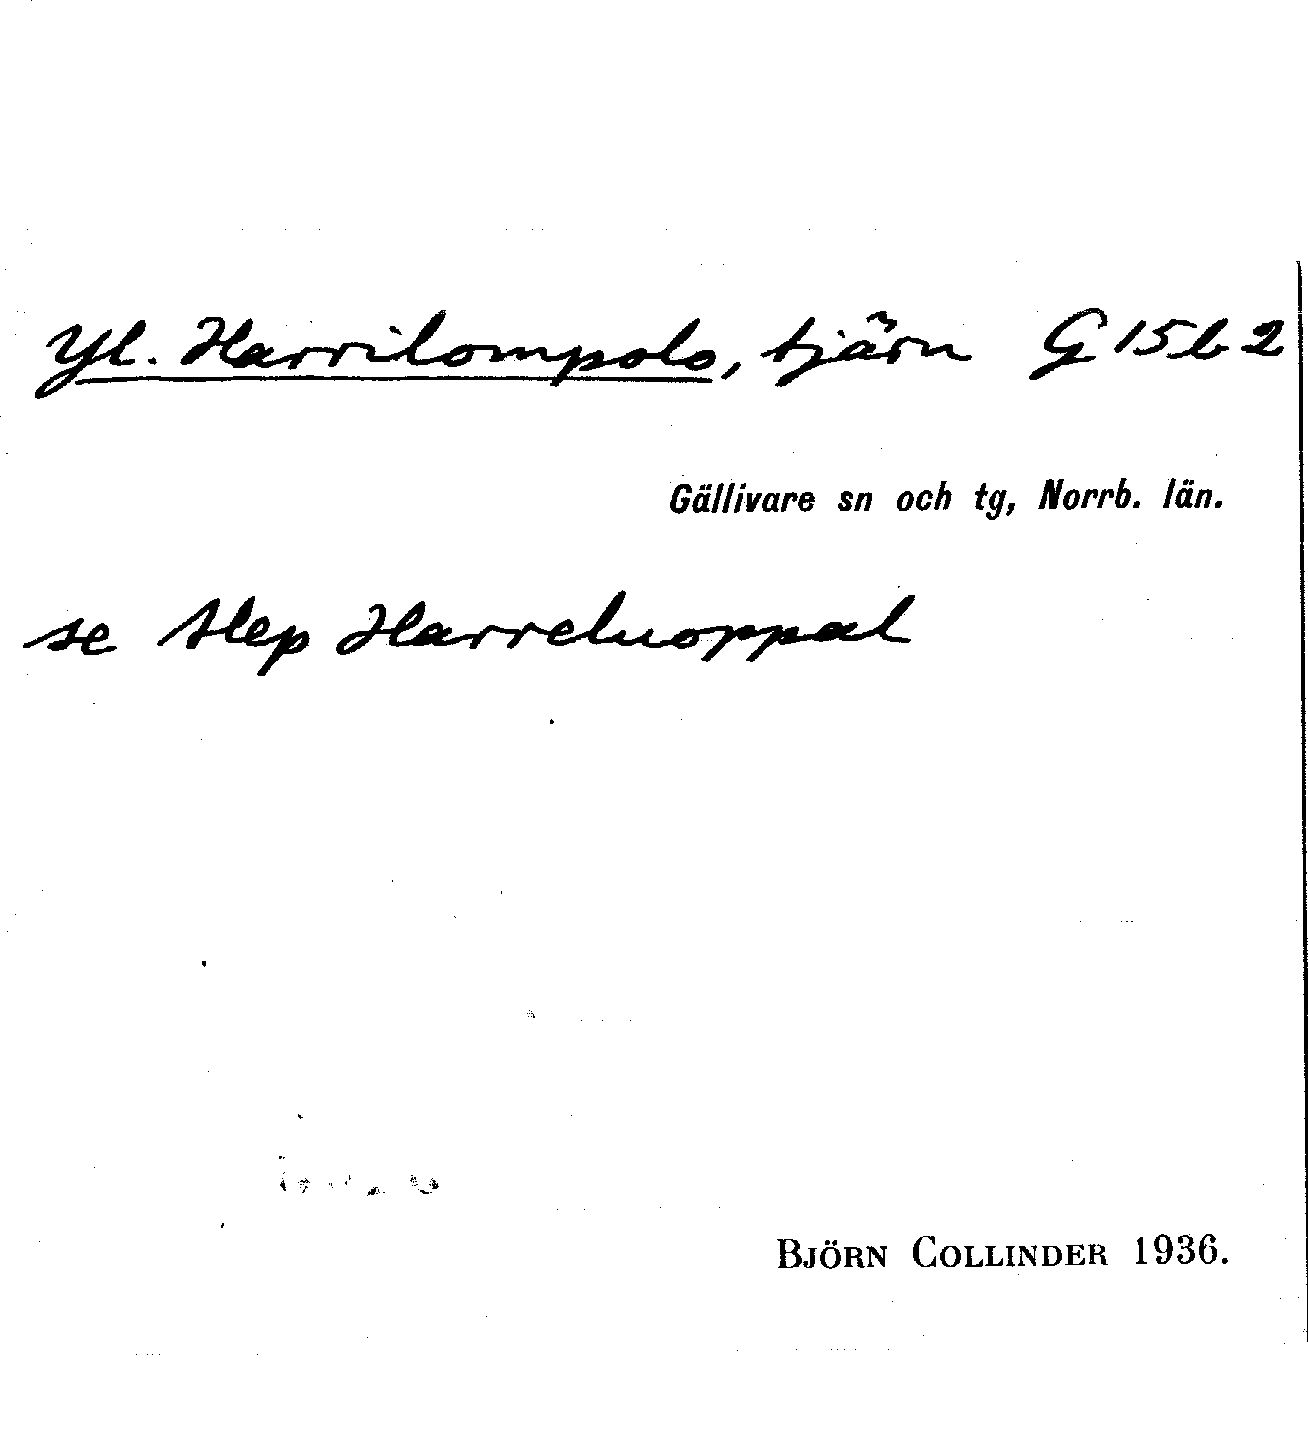 Yl. Harrilompolo, tjärn G 15 b 2
Gällivare sn och tg, Norrb. län.
se Alep Harreluoppal
BJÖRN COLLINDER 1936.